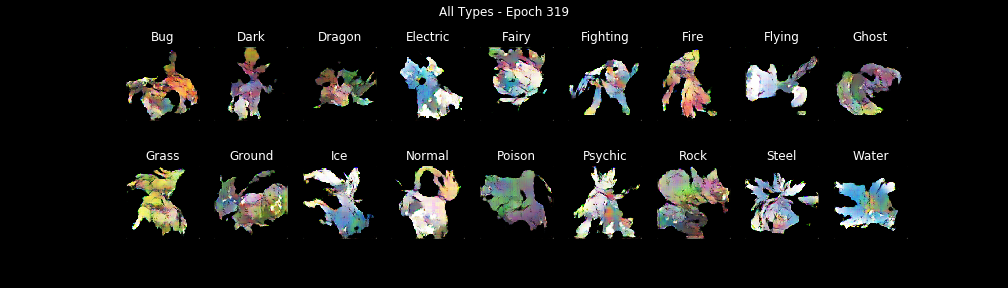 All Types - Epoch 319
Bug Dark Dragon Electric Fairy Fighting Fire Flying Ghost
Grass Ground Ice Normal Poison Psychic Rock Steel Water